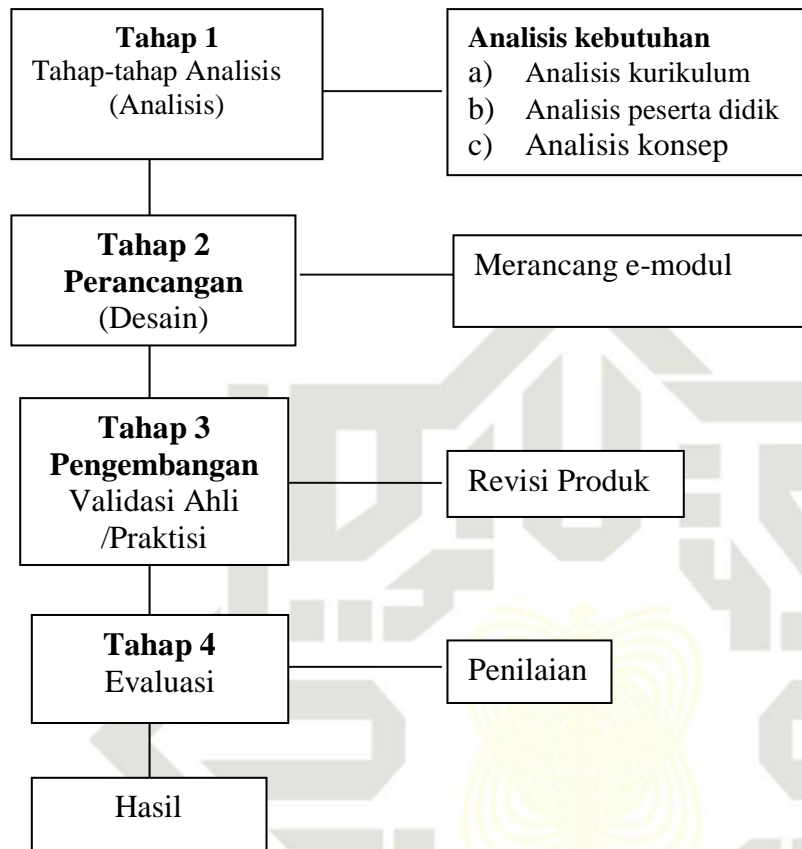 Tahap 1
Tahap-tahap Analisis
(Analisis)
Analisis kebutuhan
a) Analisis kurikulum
b) Analisis peserta didik
c) Analisis konsep
Tahap 2
Perancangan
(Desain)
Merancang e-modul
Tahap 3
Pengembangan
Validasi Ahli
/Praktisi
Revisi Produk
Tahap 4
Evaluasi
Penilaian
Hasil